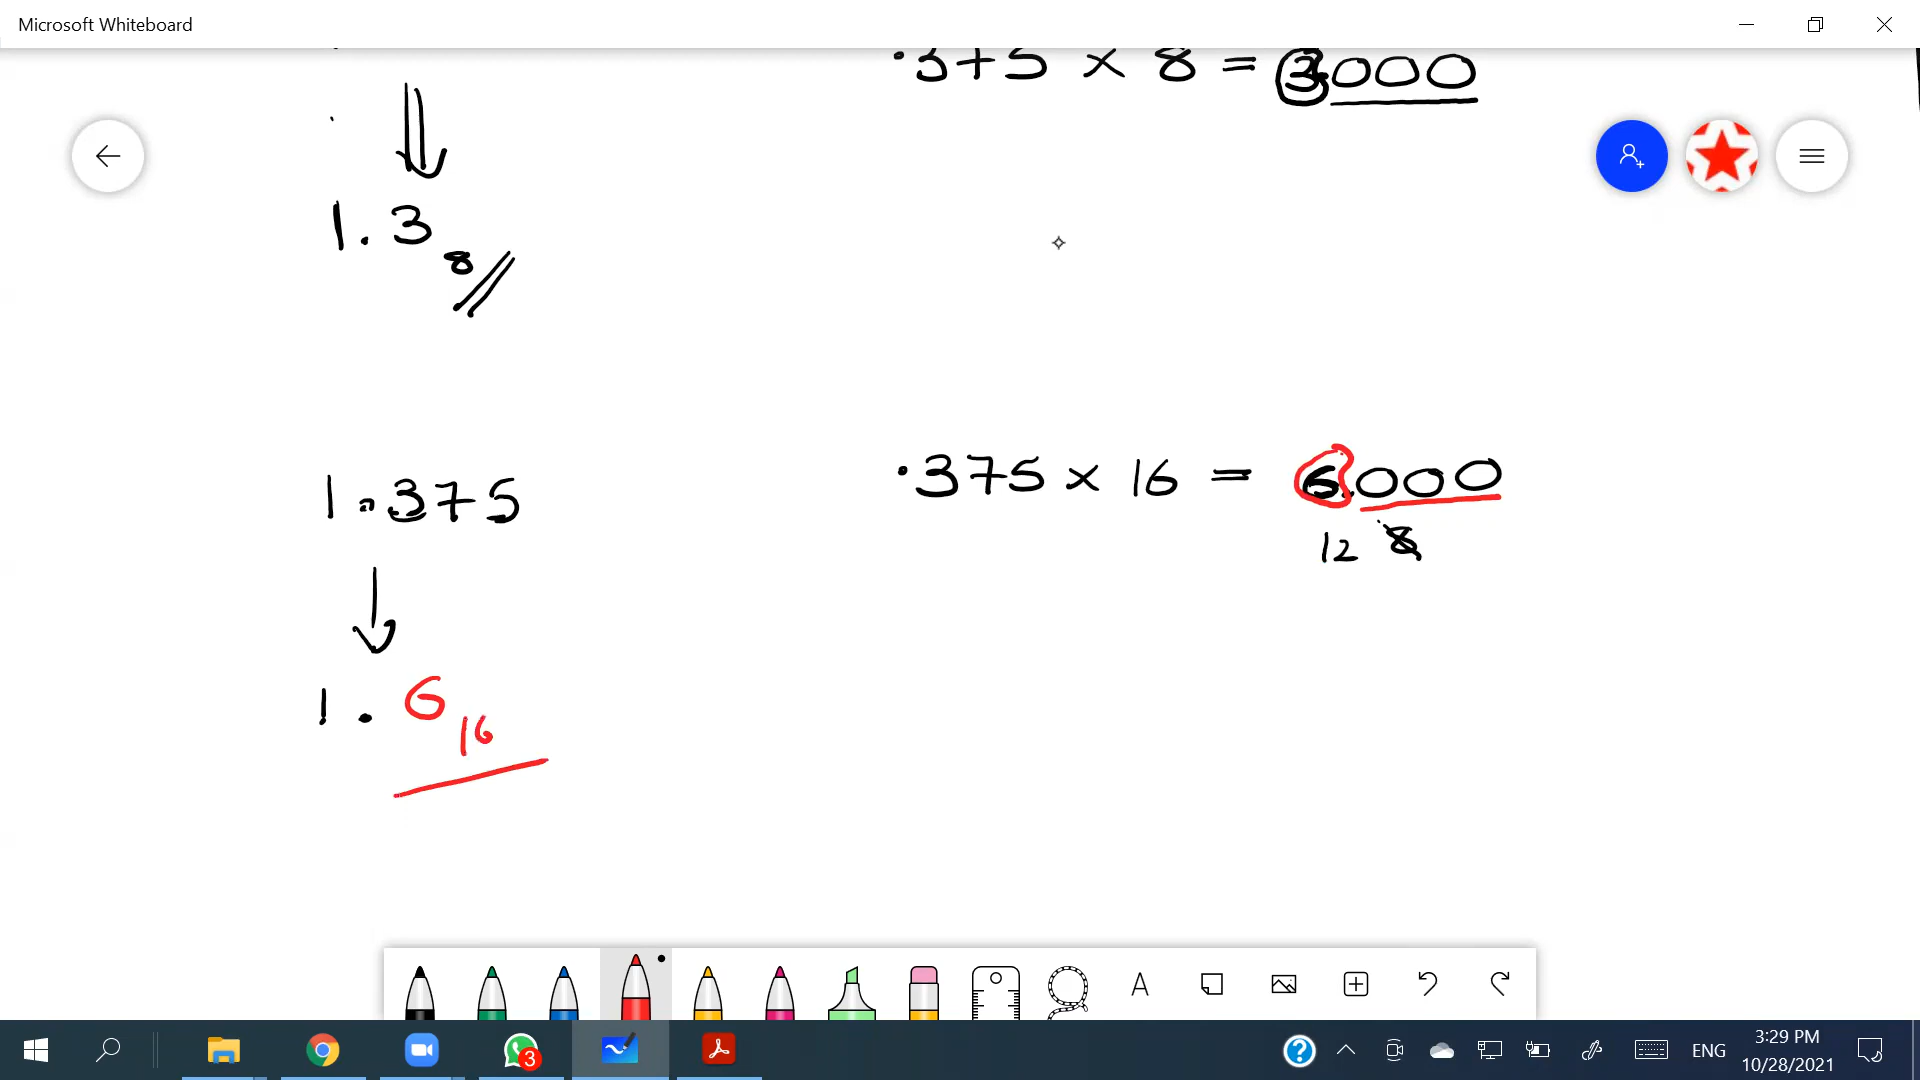 Microsoft Whiteboard
.375 × 8 = 3.000
1.3 8
1.375
.375 × 16 = 6.000
12 8
1.6 16
A
3
ENG
3:29 PM
10/28/2021